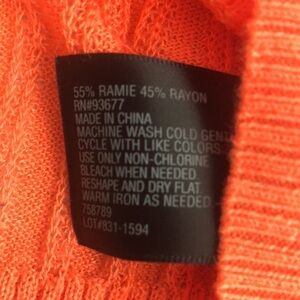 55% RAMIE 45% RAYON
RN#93677
MADE IN CHINA
MACHINE WASH COLD
CYCLE WITH LIKE COLORS
USE ONLY NON-CHLORINE
BLEACH WHEN NEEDED.
RESHAPE AND DRY FLAT
WARM IRON AS NEEDED
758789
LOT#831-1594